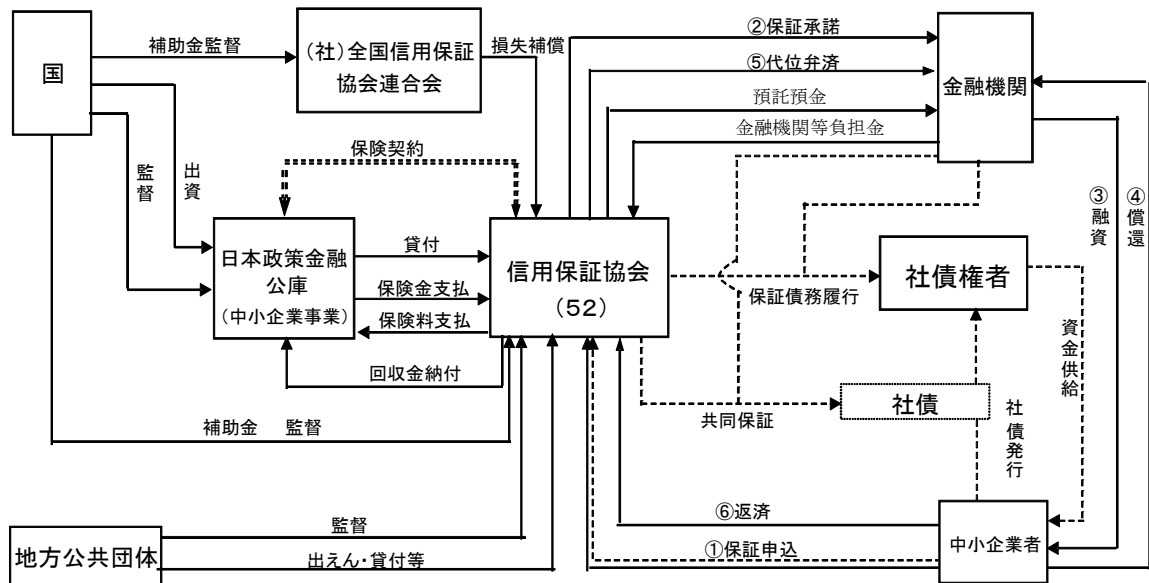 国
補助金監督
(社)全国信用保証
協会連合会
損失補償
②保証承諾
⑤代位弁済
預託預金
金融機関等負担金
金融機関
保険契約
監督
出資
③融資
④償還
日本政策金融
公庫
(中小企業事業)
貸付
保険金支払
保険料支払
回収金納付
信用保証協会
(52)
保証債務履行
社債権者
資金供給
社債
社債発行
共同保証
補助金 監督
⑥返済
①保証申込
中小企業者
地方公共団体
監督
出えん・貸付等